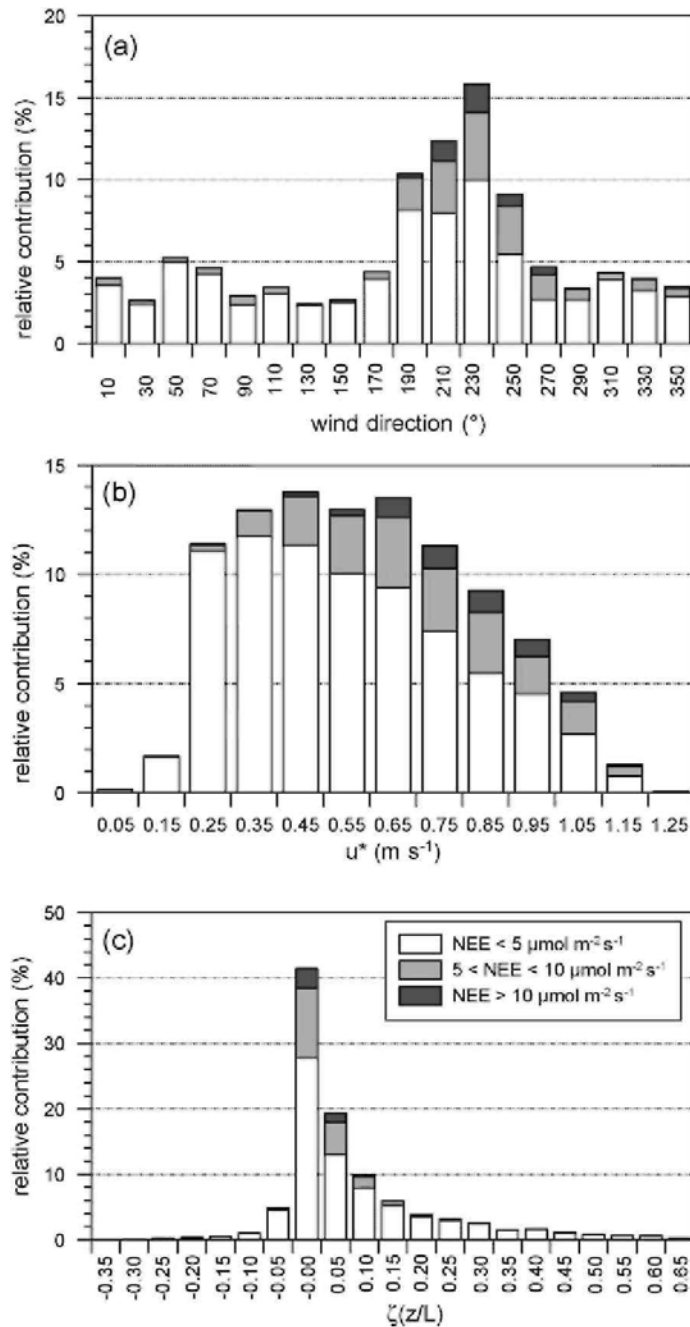 20
(a)
15
10
5
0
relative contribution (%)
10 30 50 70 90 110 130 150 170 190 210 230 250 270 290 310 330 350
wind direction (°)
15
(b)
10
5
0
relative contribution (%)
0.05 0.15 0.25 0.35 0.45 0.55 0.65 0.75 0.85 0.95 1.05 1.15 1.25
u* (m s⁻¹)
50
(c)
NEE < 5 µmol m⁻² s⁻¹
5 < NEE < 10 µmol m⁻² s⁻¹
NEE > 10 µmol m⁻² s⁻¹
40
30
20
10
0
relative contribution (%)
-0.35 -0.30 -0.25 -0.20 -0.15 -0.10 -0.05 -0.00 0.05 0.10 0.15 0.20 0.25 0.30 0.35 0.40 0.45 0.50 0.55 0.60 0.65
ζ(z/L)